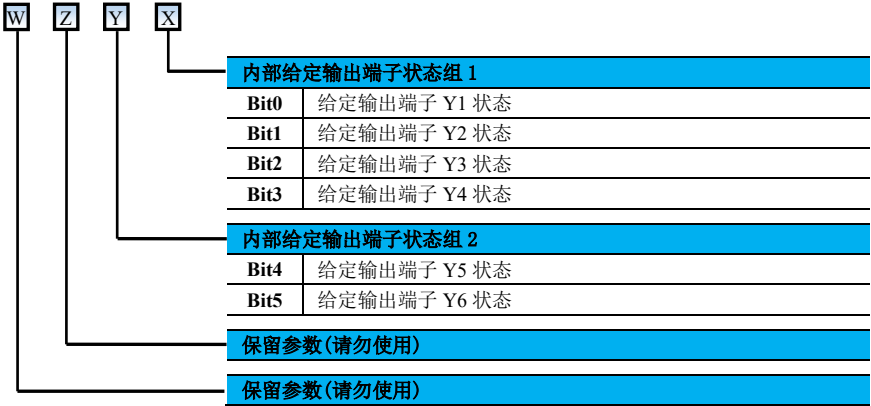 W Z Y X
内部给定输出端子状态组 1
Bit0 给定输出端子 Y1 状态
Bit1 给定输出端子 Y2 状态
Bit2 给定输出端子 Y3 状态
Bit3 给定输出端子 Y4 状态
内部给定输出端子状态组 2
Bit4 给定输出端子 Y5 状态
Bit5 给定输出端子 Y6 状态
保留参数(请勿使用)
保留参数(请勿使用)